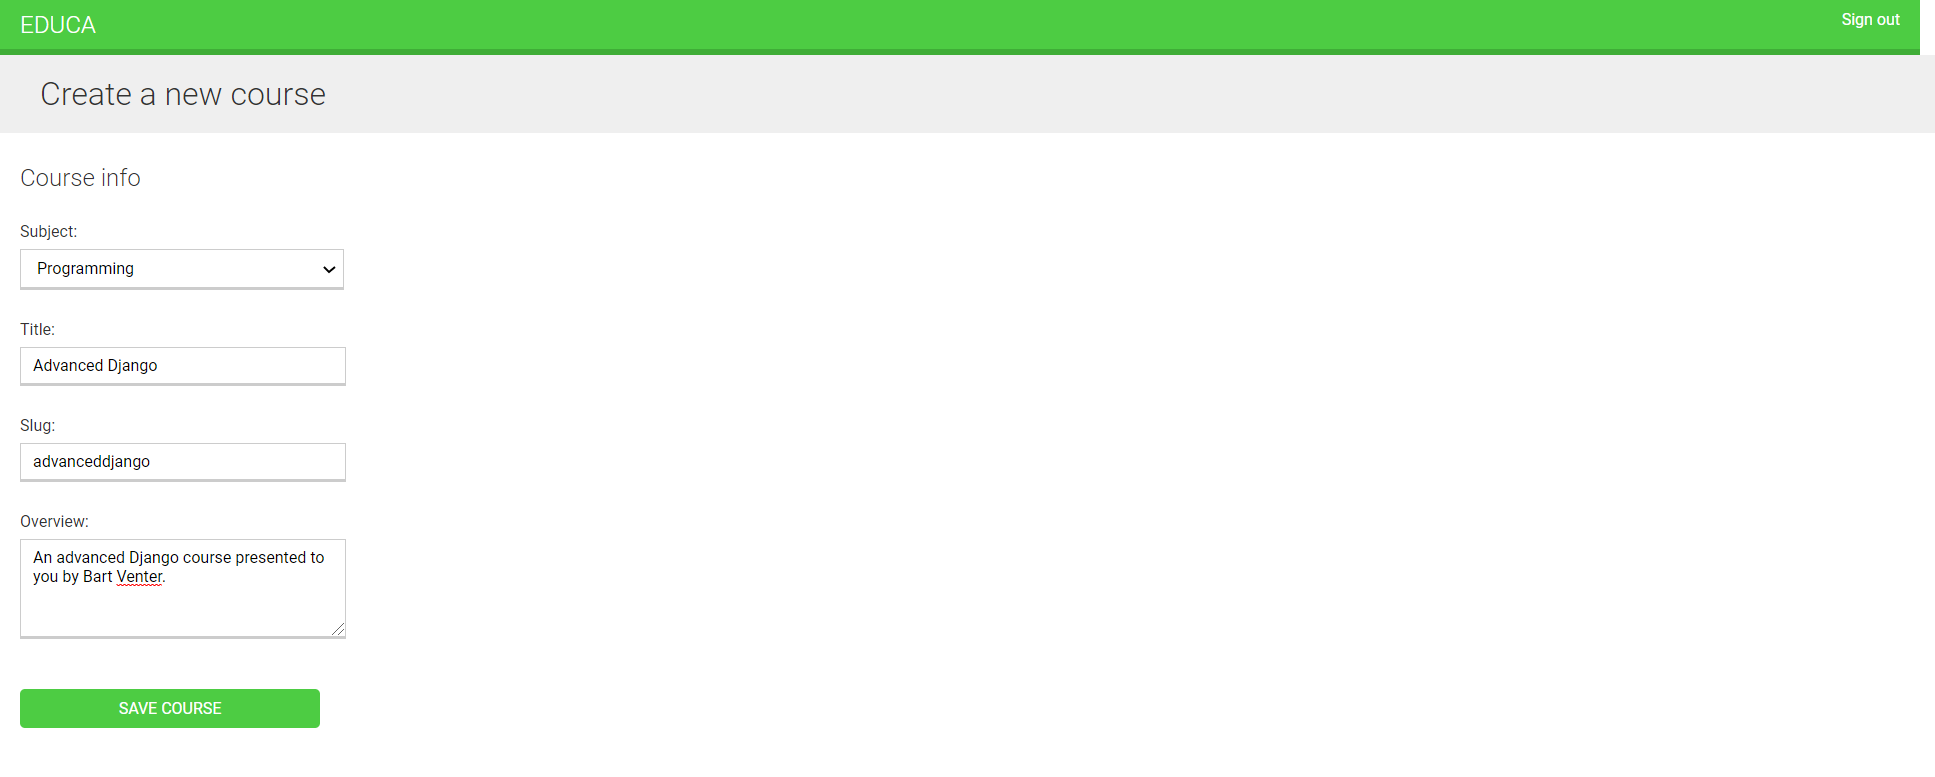 EDUCA
Sign out
Create a new course
Course info
Subject:
Programming
Title:
Advanced Django
Slug:
advanceddjango
Overview:
An advanced Django course presented to
you by Bart Venter.
SAVE COURSE